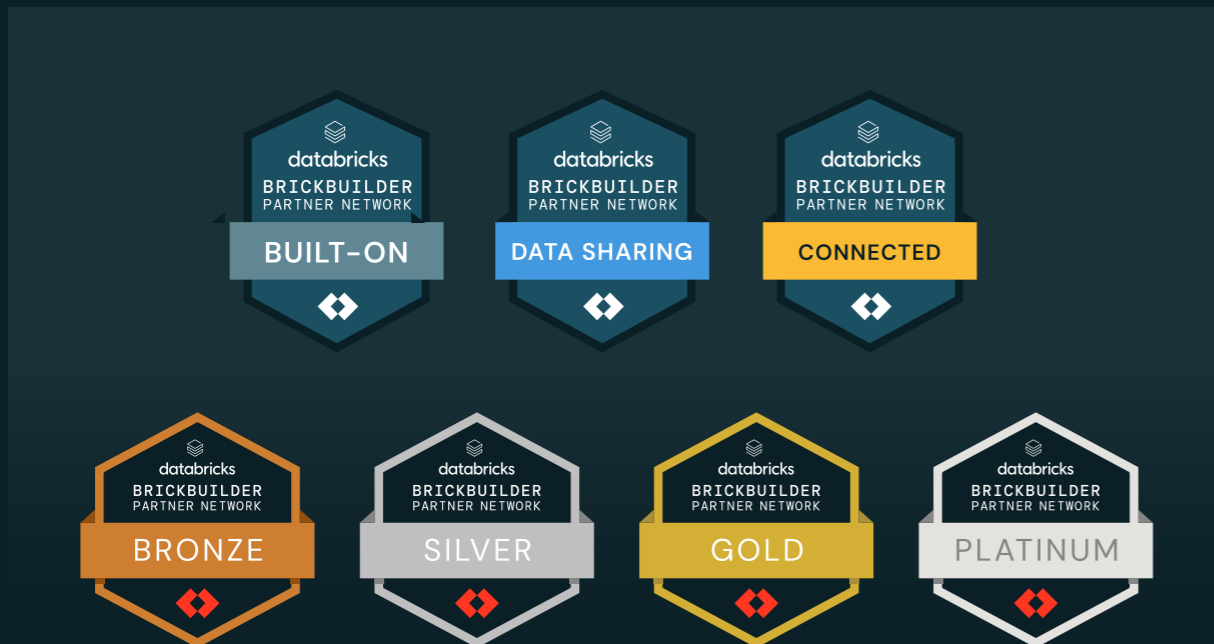 databricks
BRICKBUILDER
PARTNER NETWORK
BUILT-ON
databricks
BRICKBUILDER
PARTNER NETWORK
DATA SHARING
databricks
BRICKBUILDER
PARTNER NETWORK
CONNECTED
databricks
BRICKBUILDER
PARTNER NETWORK
BRONZE
databricks
BRICKBUILDER
PARTNER NETWORK
SILVER
databricks
BRICKBUILDER
PARTNER NETWORK
GOLD
databricks
BRICKBUILDER
PARTNER NETWORK
PLATINUM